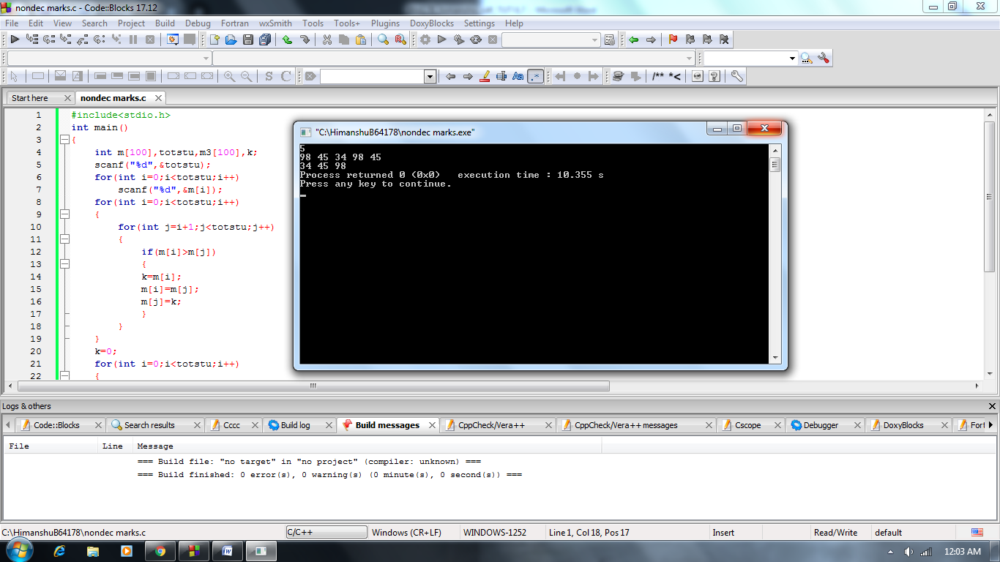 nondec marks.c - Code::Blocks 17.12
File Edit View Search Project Build Debug Fortran wxSmith Tools Tools+ Plugins DoxyBlocks Settings Help
S C Aa .* /** *<
Start here nondec marks.c
1 #include<stdio.h>
2 int main()
3 {
4 int m[100],totstu,m3[100],k;
5 scanf("%d",&totstu);
6 for(int i=0;i<totstu;i++)
7 scanf("%d",&m[i]);
8 for(int i=0;i<totstu;i++)
9 {
10 for(int j=i+1;j<totstu;j++)
11 {
12 if(m[i]>m[j])
13 {
14 k=m[i];
15 m[i]=m[j];
16 m[j]=k;
17 }
18 }
19 }
20 k=0;
21 for(int i=0;i<totstu;i++)
22 {
"C:\HimanshuB64178\nondec marks.exe"
5
98 45 34 98 45
34 45 98
Process returned 0 (0x0)   execution time : 10.355 s
Press any key to continue.
Logs & others
Code::Blocks Search results Cccc Build log Build messages CppCheck/Vera++ CppCheck/Vera++ messages Cscope Debugger DoxyBlocks Fort
File Line Message
=== Build file: "no target" in "no project" (compiler: unknown) ===
=== Build finished: 0 error(s), 0 warning(s) (0 minute(s), 0 second(s)) ===
C:\HimanshuB64178\nondec marks.c C/C++ Windows (CR+LF) WINDOWS-1252 Line 1, Col 18, Pos 17 Insert Read/Write default
12:03 AM